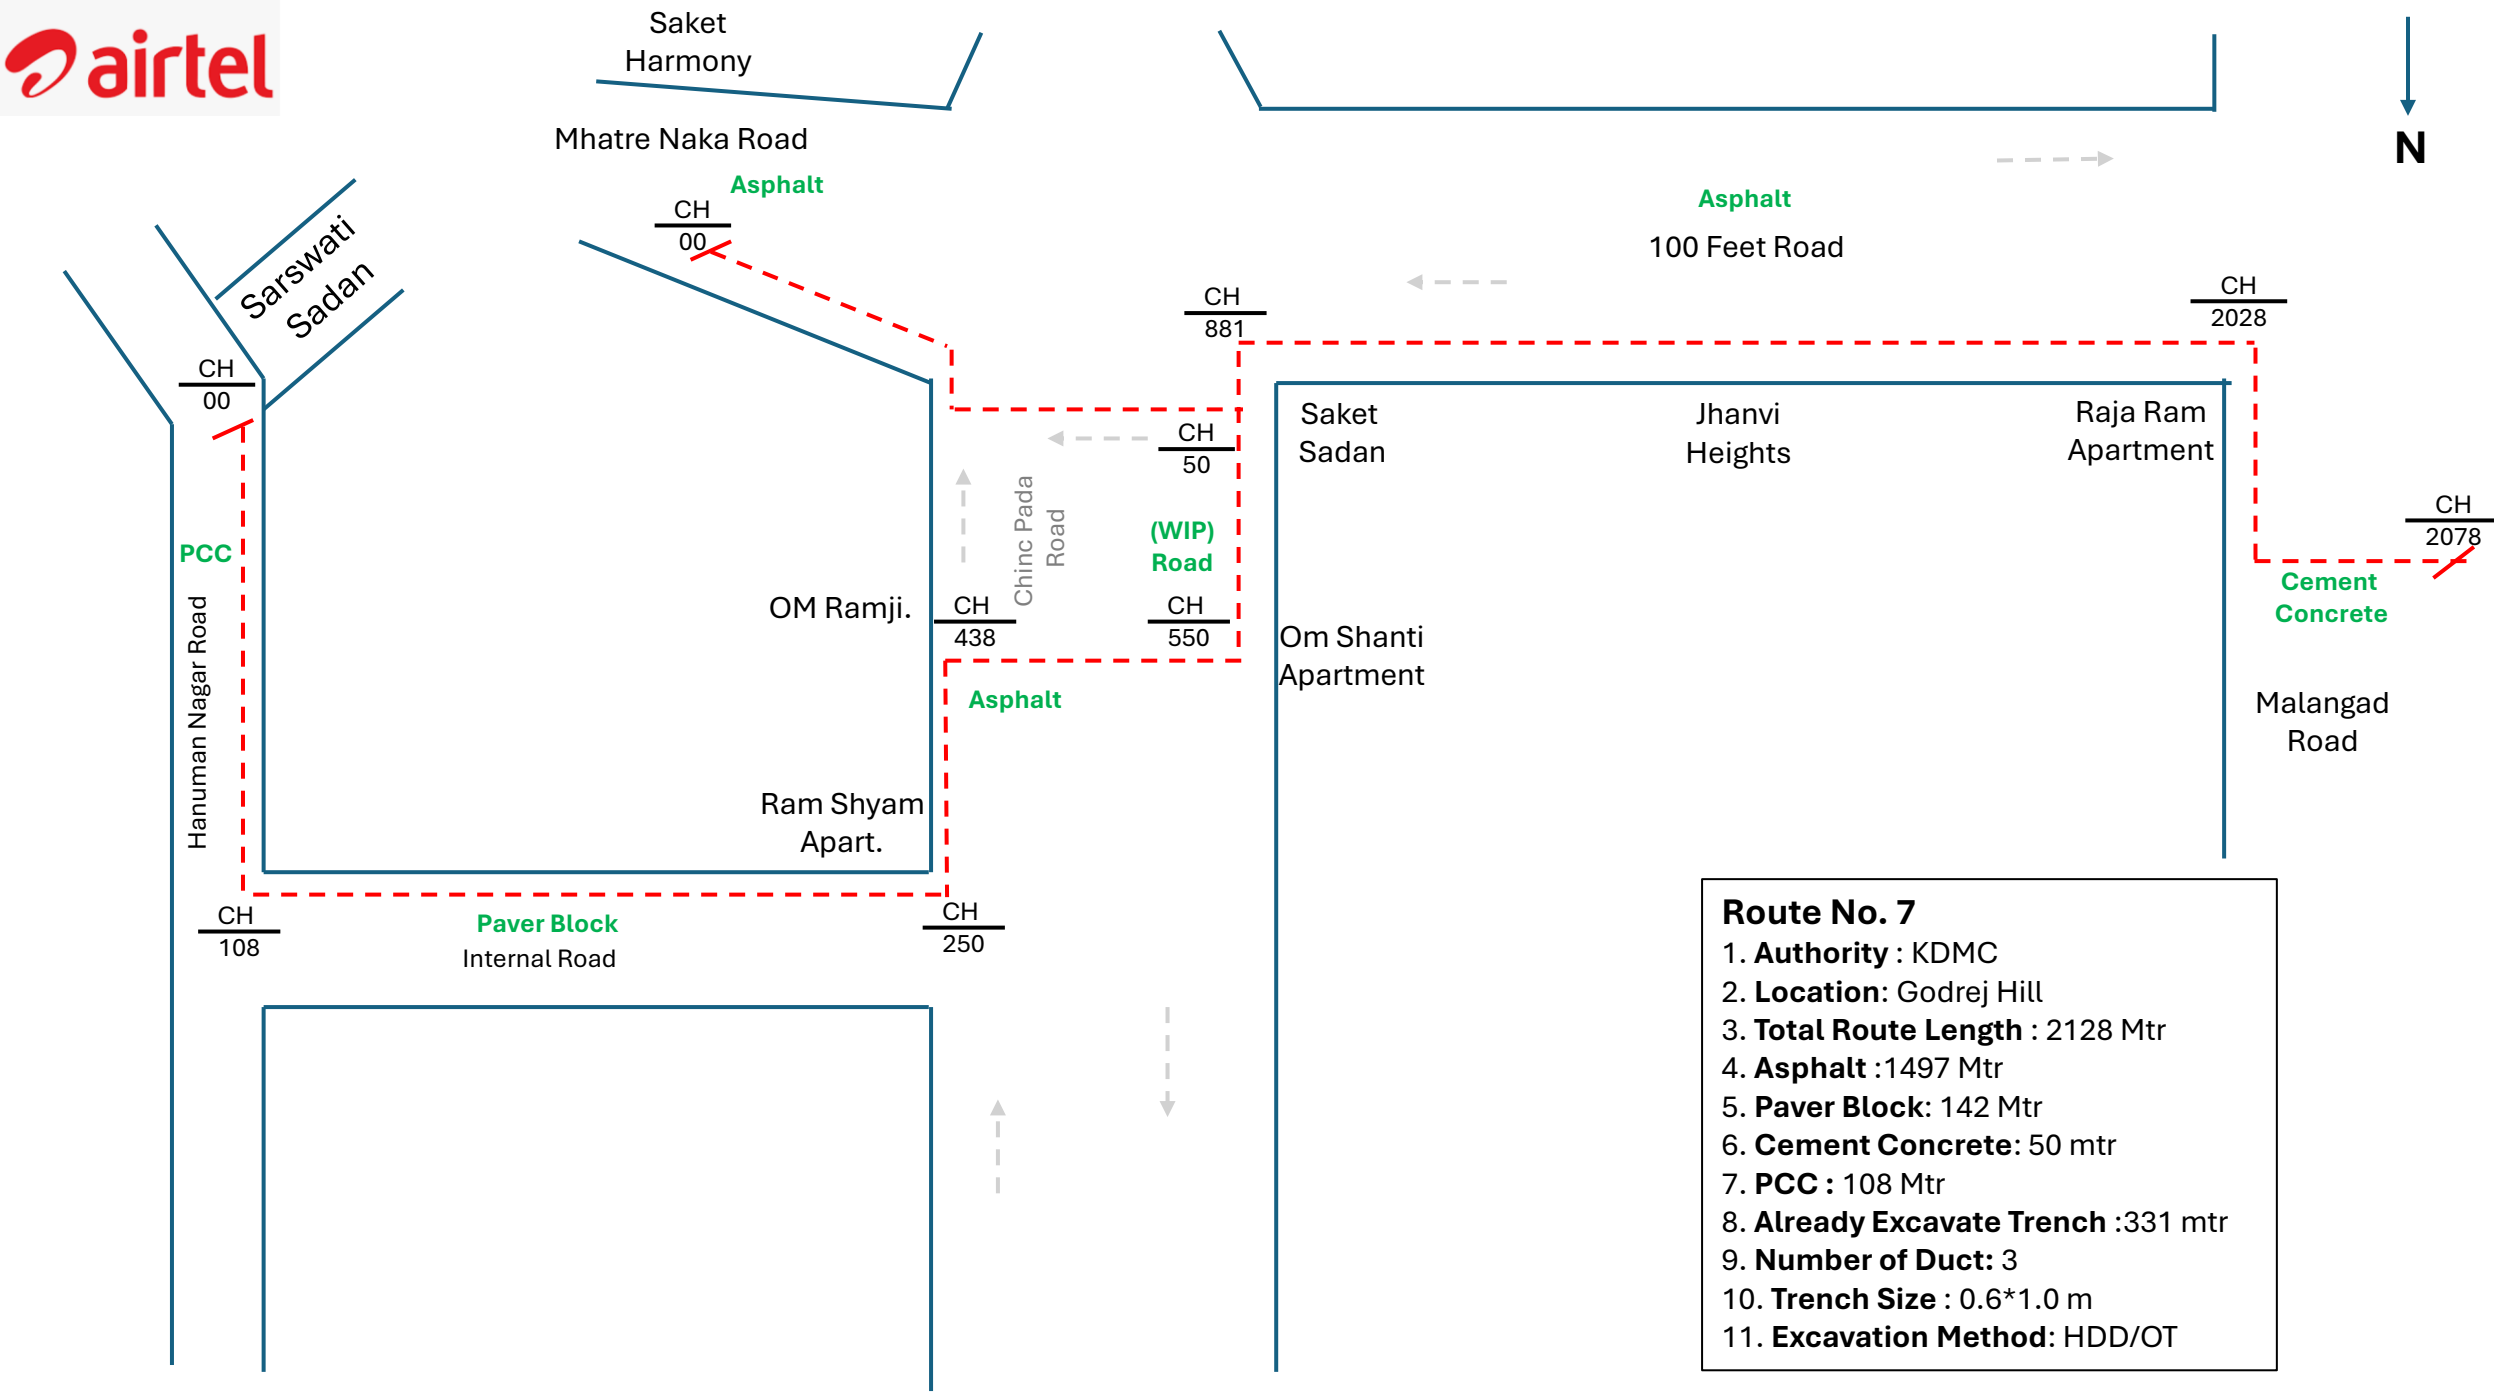 airtel
Saket
Harmony
Mhatre Naka Road
Asphalt
CH
00
N
Asphalt
100 Feet Road
Sarswati
Sadan
CH
00
CH
881
CH
2028
CH
50
Saket
Sadan
Jhanvi
Heights
Raja Ram
Apartment
CH
2078
Cement
Concrete
PCC
Hanuman Nagar Road
Chinc Pada
Road
(WIP)
Road
OM Ramji.
CH
438
CH
550
Om Shanti
Apartment
Asphalt
Malangad
Road
Ram Shyam
Apart.
CH
108
Paver Block
Internal Road
CH
250
Route No. 7
1. Authority : KDMC
2. Location: Godrej Hill
3. Total Route Length : 2128 Mtr
4. Asphalt :1497 Mtr
5. Paver Block: 142 Mtr
6. Cement Concrete: 50 mtr
7. PCC : 108 Mtr
8. Already Excavate Trench :331 mtr
9. Number of Duct: 3
10. Trench Size : 0.6*1.0 m
11. Excavation Method: HDD/OT